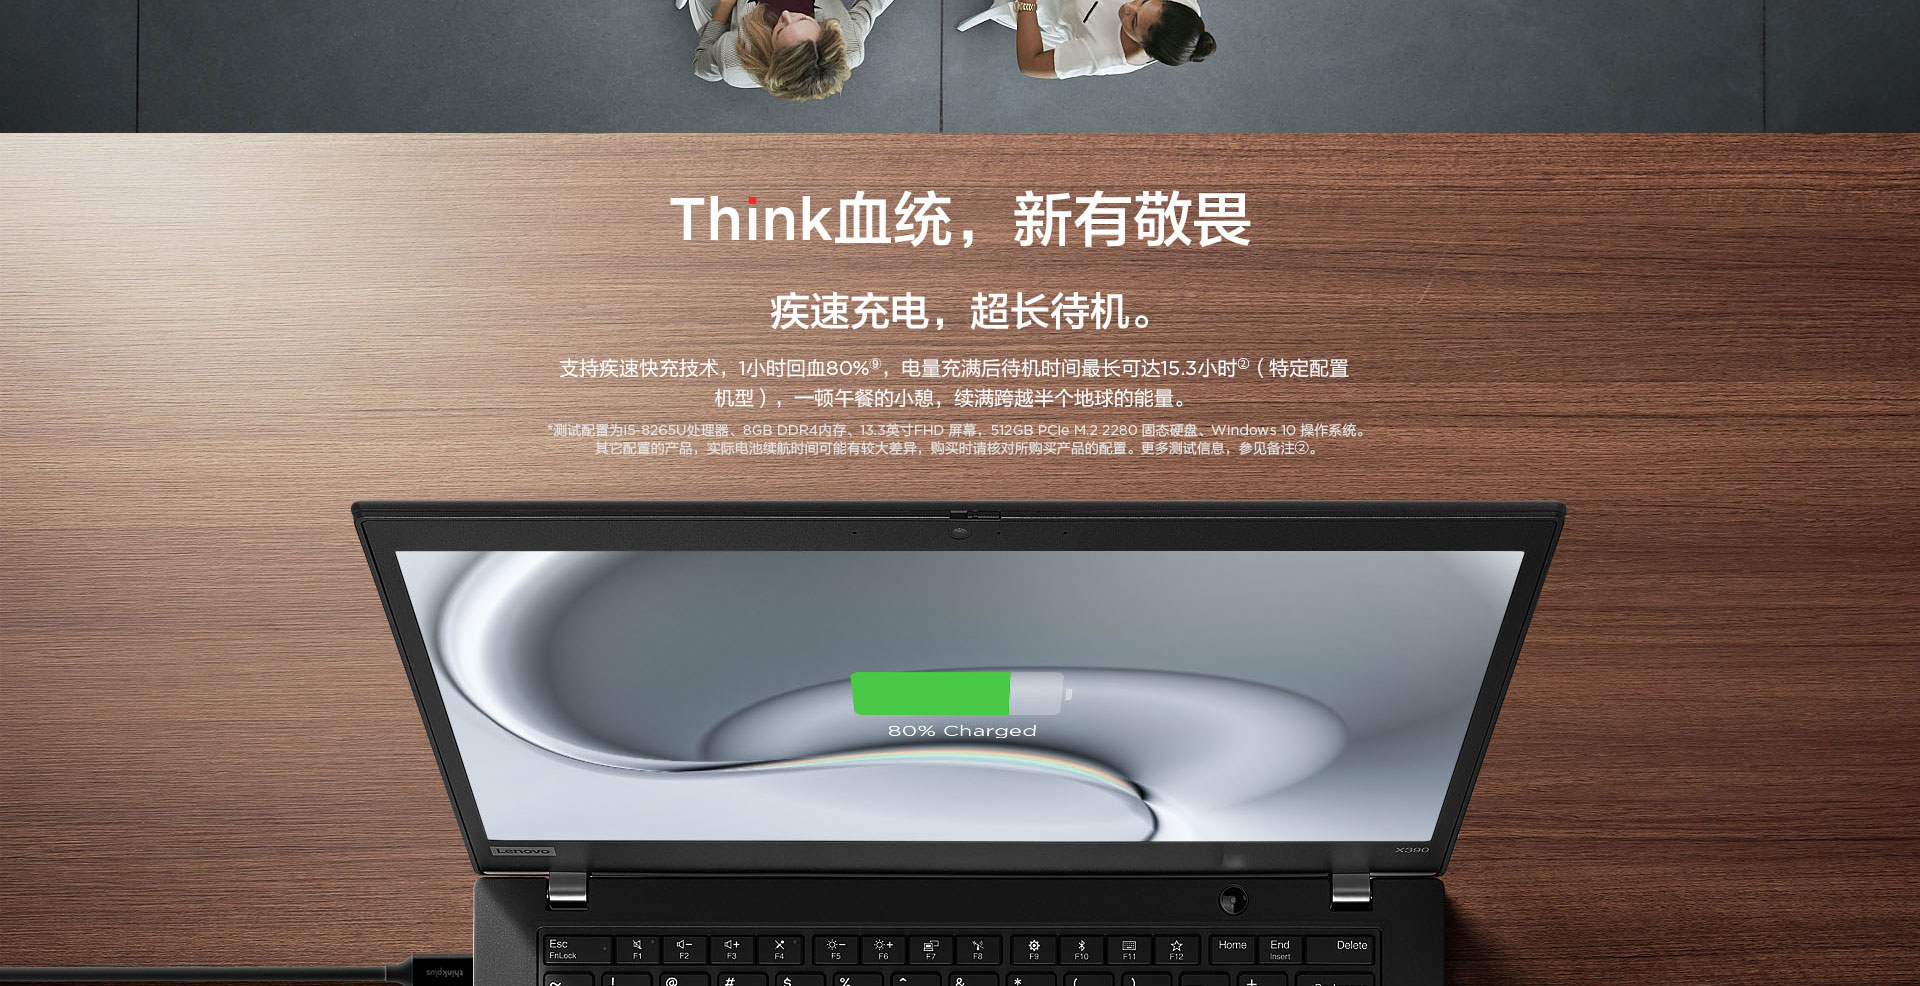 Think血统，新有敬畏
疾速充电，超长待机。
支持疾速快充技术，1小时回血80%⑨，电量充满后待机时间最长可达15.3小时②（特定配置
机型），一顿午餐的小憩，续满跨越半个地球的能量。
*测试配置为i5-8265U处理器、8GB DDR4内存、13.3英寸FHD 屏幕，512GB PCIe M.2 2280 固态硬盘、Windows 10 操作系统。
其它配置的产品，实际电池续航时间可能有较大差异，购买时请核对所购买产品的配置。更多测试信息，参见备注②。
80% Charged
Lenovo
X390
Esc
FnLock
F1
F2
F3
F4
F5
F6
F7
F8
F9
F10
F11
F12
Home
End
Insert
Delete
thinkplus
~ ! @ # $ % ^ & * ( ) +